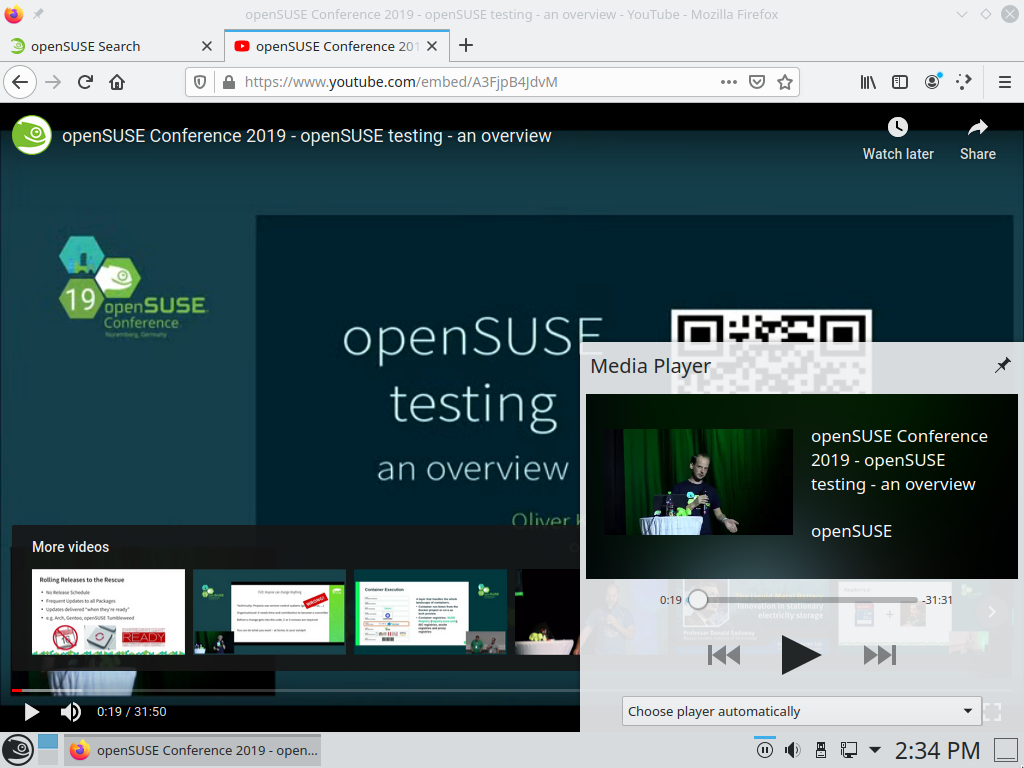 openSUSE Conference 2019 - openSUSE testing - an overview - YouTube - Mozilla Firefox
openSUSE Search
openSUSE Conference 201
https://www.youtube.com/embed/A3FjpB4JdvM
openSUSE Conference 2019 - openSUSE testing - an overview
Watch later
Share
19
openSUSE
Conference
Nuremberg, Germany
openSUSE
testing
an overview
Oliver
Media Player
openSUSE Conference
2019 - openSUSE
testing - an overview
openSUSE
More videos
Rolling Releases to the Rescue
No Release Schedule
Frequent Updates to all Packages
Updates delivered "when they're ready"
e.g. Arch, Gentoo, openSUSE Tumbleweed
READY
WRONG!
Container Execution
0:19
-31:31
innovation in stationary
electricity storage
Choose player automatically
0:19 / 31:50
openSUSE Conference 2019 - open...
2:34 PM